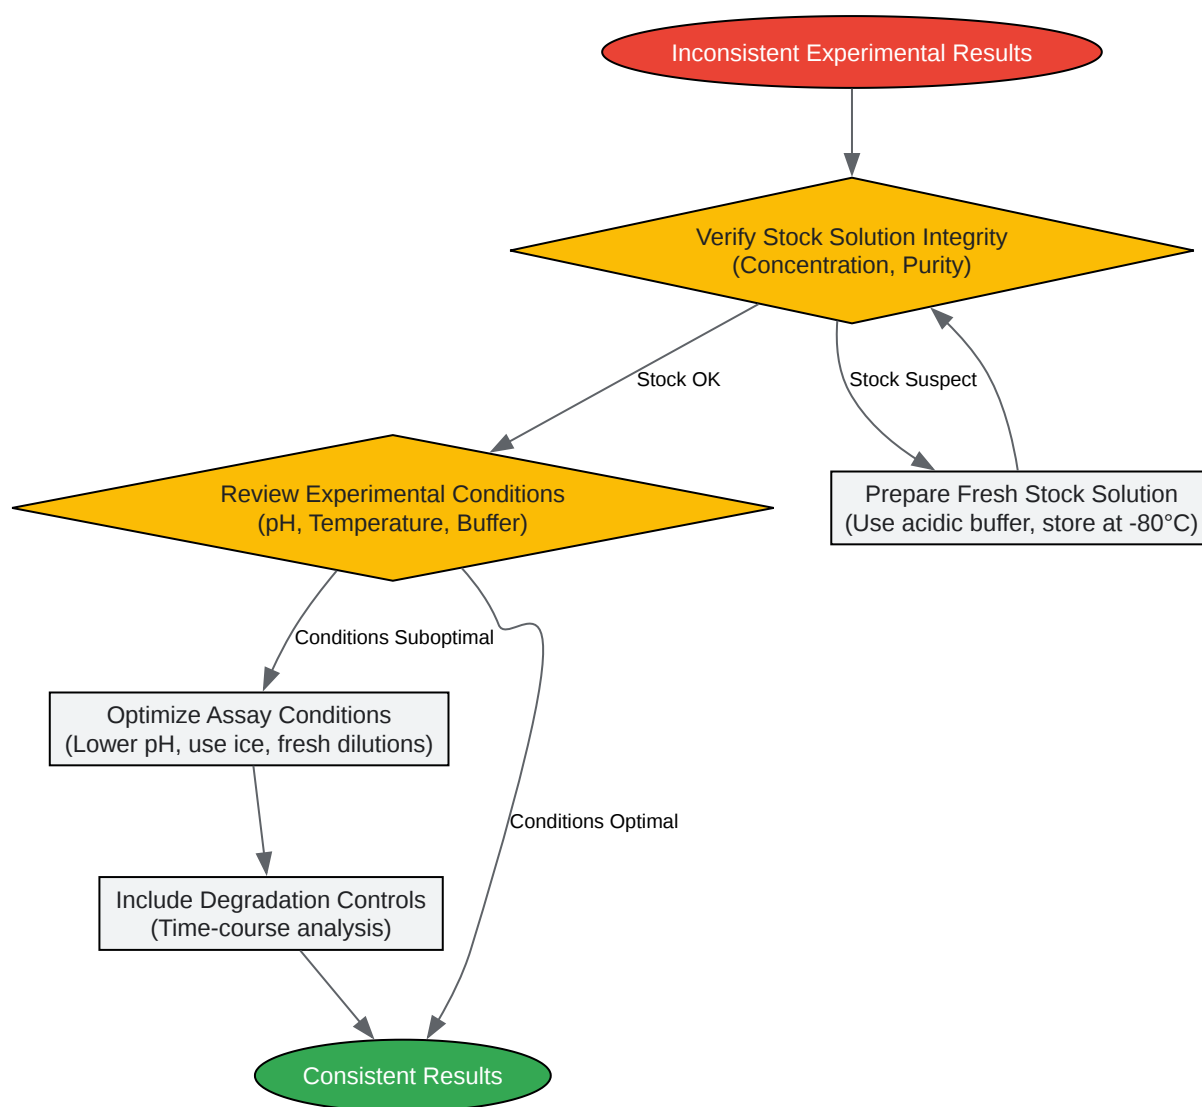 Inconsistent Experimental Results
Verify Stock Solution Integrity
(Concentration, Purity)
Stock OK
Stock Suspect
Review Experimental Conditions
(pH, Temperature, Buffer)
Prepare Fresh Stock Solution
(Use acidic buffer, store at -80°C)
Conditions Suboptimal
Optimize Assay Conditions
(Lower pH, use ice, fresh dilutions)
Conditions Optimal
Include Degradation Controls
(Time-course analysis)
Consistent Results